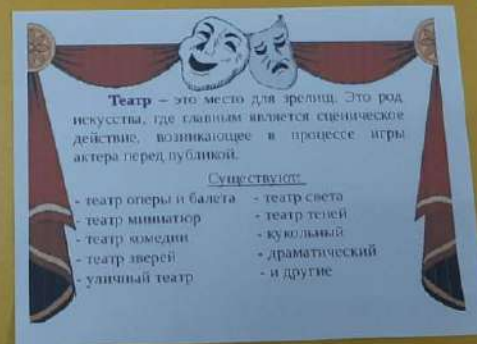 Театр – это место для зрелищ. Это род
искусства, где главным является сценическое
действие, возникающее в процессе игры
актера перед публикой.
Существуют:
- театр оперы и балета
- театр миниатюр
- театр комедии
- театр зверей
- уличный театр
- театр света
- театр теней
- кукольный
- драматический
- и другие